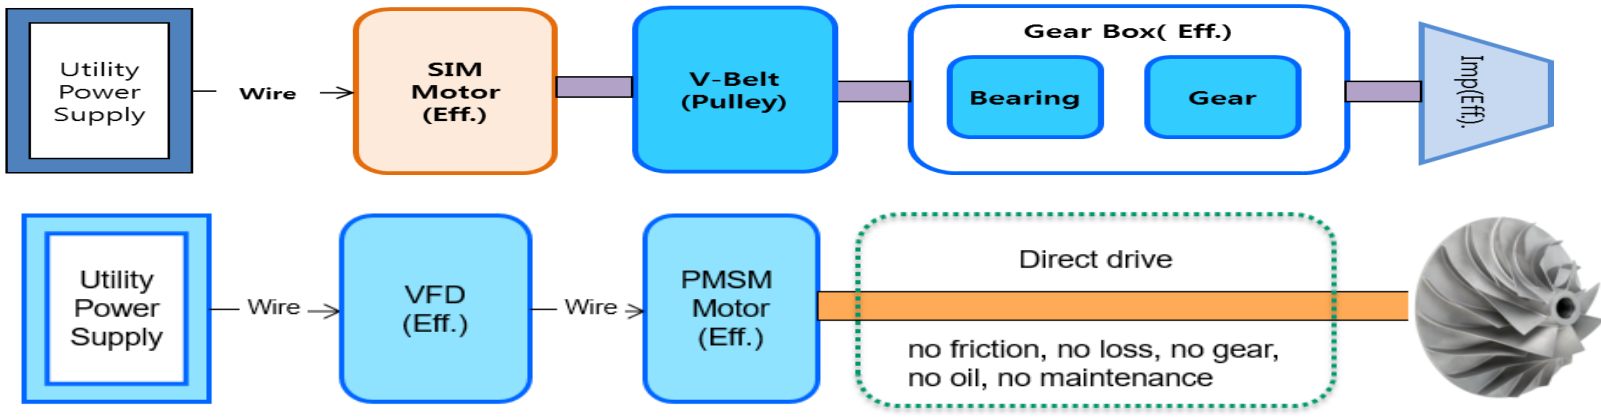 Utility
Power
Supply
Wire
SIM
Motor
(Eff.)
V-Belt
(Pulley)
Gear Box( Eff.)
Bearing
Gear
Imp(Eff).
Utility
Power
Supply
Wire
VFD
(Eff.)
Wire
PMSM
Motor
(Eff.)
Direct drive
no friction, no loss, no gear,
no oil, no maintenance